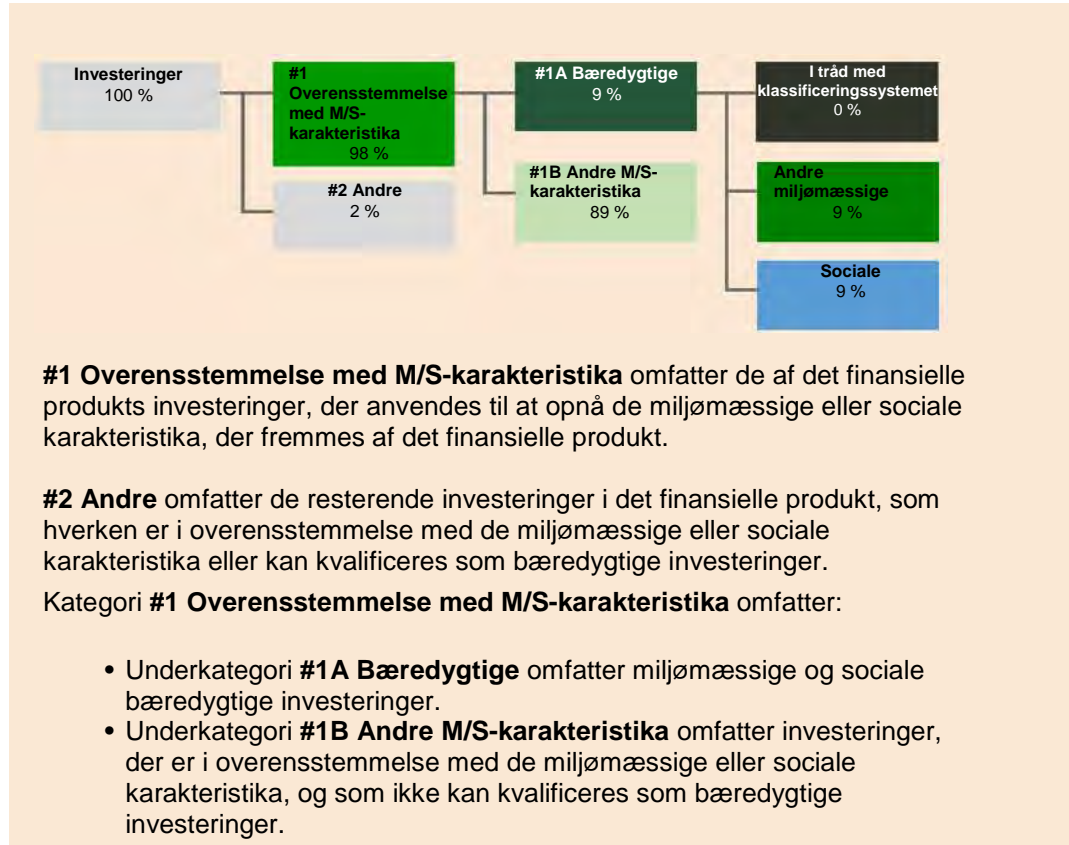 Investeringer
100 %
#1
Overensstemmelse
med M/S-
karakteristika
98 %
#2 Andre
2 %
#1A Bæredygtige
9 %
#1B Andre M/S-
karakteristika
89 %
I tråd med
klassificeringssystemet
0 %
Andre
miljømæssige
9 %
Sociale
9 %
#1 Overensstemmelse med M/S-karakteristika omfatter de af det finansielle
produkts investeringer, der anvendes til at opnå de miljømæssige eller sociale
karakteristika, der fremmes af det finansielle produkt.
#2 Andre omfatter de resterende investeringer i det finansielle produkt, som
hverken er i overensstemmelse med de miljømæssige eller sociale
karakteristika eller kan kvalificeres som bæredygtige investeringer.
Kategori #1 Overensstemmelse med M/S-karakteristika omfatter:
• Underkategori #1A Bæredygtige omfatter miljømæssige og sociale
bæredygtige investeringer.
• Underkategori #1B Andre M/S-karakteristika omfatter investeringer,
der er i overensstemmelse med de miljømæssige eller sociale
karakteristika, og som ikke kan kvalificeres som bæredygtige
investeringer.